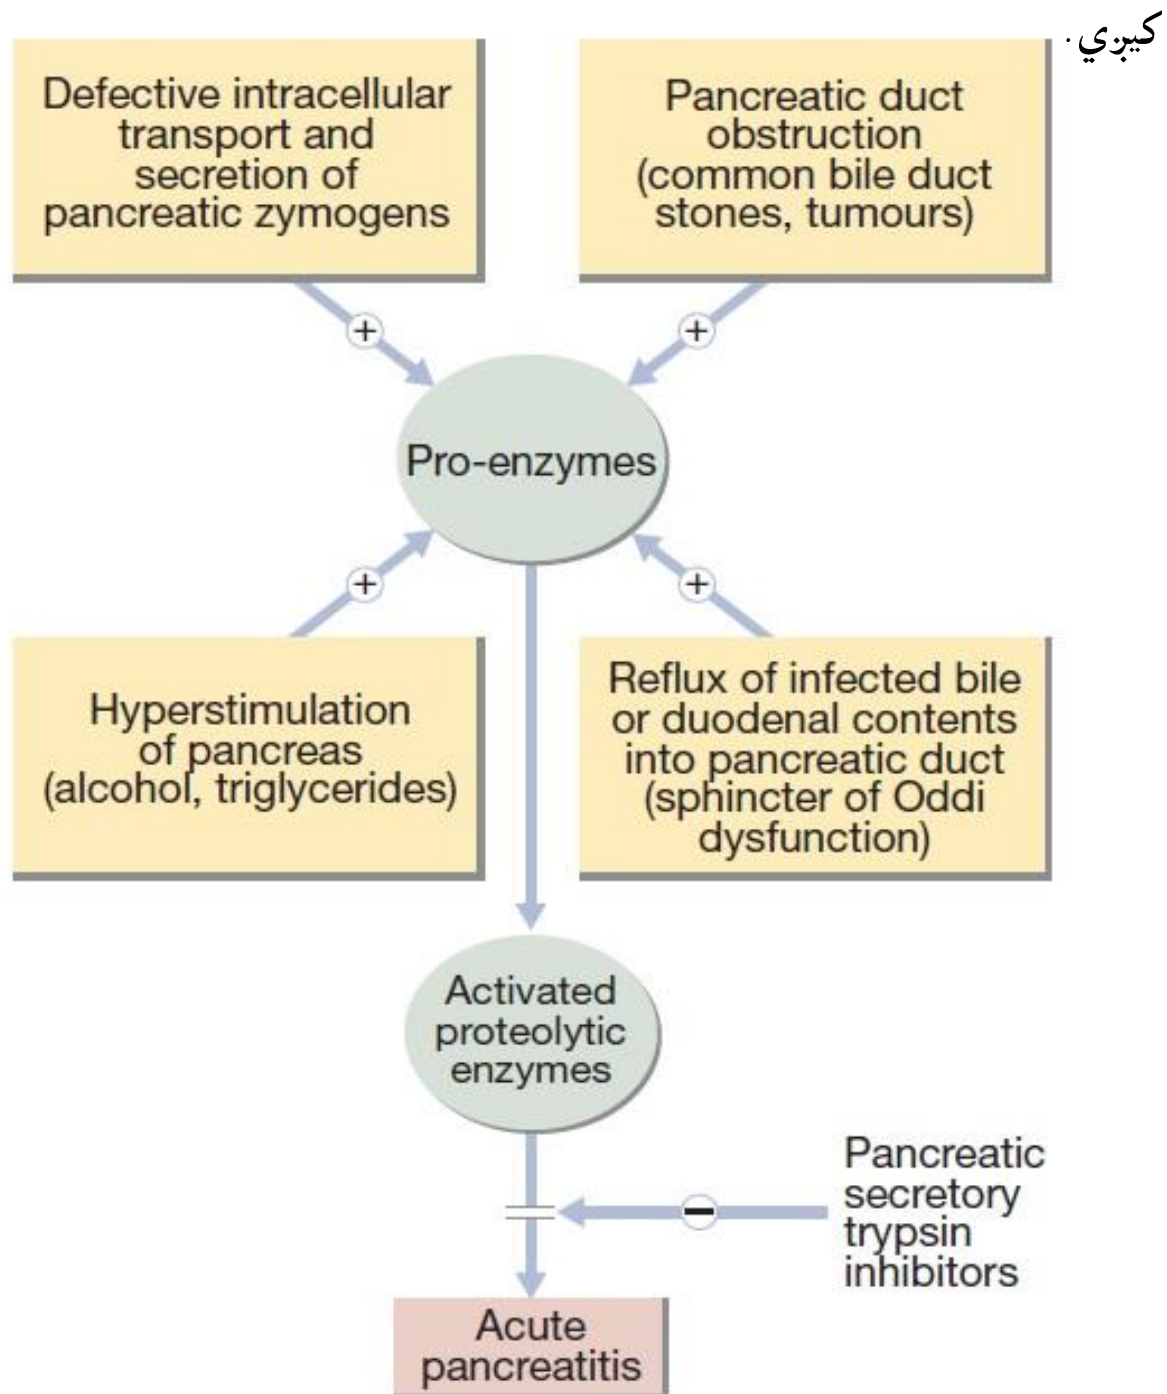 کيږي.
Defective intracellular
transport and
secretion of
pancreatic zymogens
Pancreatic duct
obstruction
(common bile duct
stones, tumours)
+
+
Pro-enzymes
+
+
Hyperstimulation
of pancreas
(alcohol, triglycerides)
Reflux of infected bile
or duodenal contents
into pancreatic duct
(sphincter of Oddi
dysfunction)
Activated
proteolytic
enzymes
−
Pancreatic
secretory
trypsin
inhibitors
Acute
pancreatitis